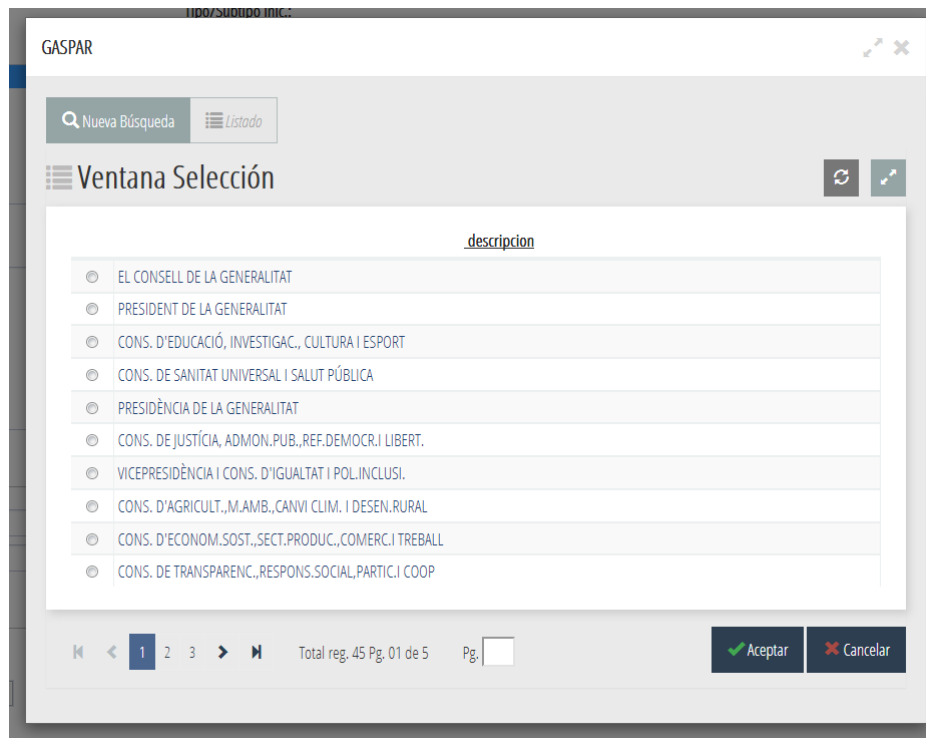 Tipo/Subtipo Inic.:
GASPAR
Nueva Búsqueda Listado
Ventana Selección
descripcion
EL CONSELL DE LA GENERALITAT
PRESIDENT DE LA GENERALITAT
CONS. D'EDUCACIÓ, INVESTIGAC., CULTURA I ESPORT
CONS. DE SANITAT UNIVERSAL I SALUT PÚBLICA
PRESIDÈNCIA DE LA GENERALITAT
CONS. DE JUSTÍCIA, ADMON.PUB.,REF.DEMOCR.I LIBERT.
VICEPRESIDÈNCIA I CONS. D'IGUALTAT I POL.INCLUSI.
CONS. D'AGRICULT.,M.AMB.,CANVI CLIM. I DESEN.RURAL
CONS. D'ECONOM.SOST.,SECT.PRODUC.,COMERC.I TREBALL
CONS. DE TRANSPARENC.,RESPONS.SOCIAL,PARTIC.I COOP
1 2 3 Total reg. 45 Pg. 01 de 5 Pg. Aceptar Cancelar